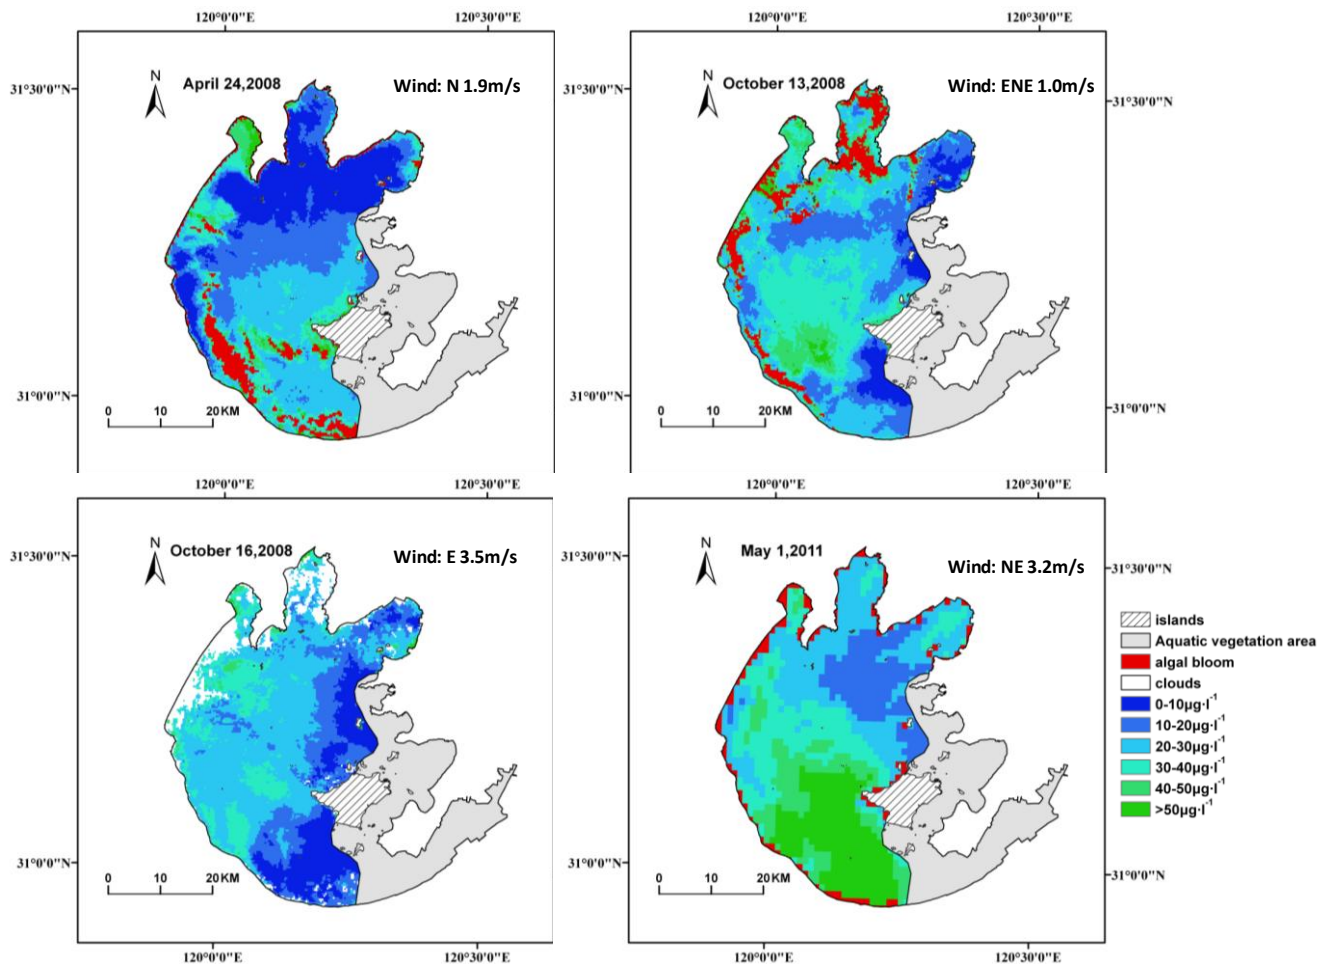 120°0'0"E 120°30'0"E
120°0'0"E 120°30'0"E
N
April 24,2008
Wind: N 1.9m/s
31°30'0"N
31°0'0"N
0 10 20KM
N
October 13,2008
Wind: ENE 1.0m/s
31°30'0"N
31°30'0"N
31°0'0"N
31°0'0"N
0 10 20KM
120°0'0"E 120°30'0"E
120°0'0"E 120°30'0"E
N
October 16,2008
Wind: E 3.5m/s
31°30'0"N
31°0'0"N
0 10 20KM
120°0'0"E 120°30'0"E
N
May 1,2011
Wind: NE 3.2m/s
31°30'0"N
31°30'0"N
31°0'0"N
31°0'0"N
0 10 20KM
120°0'0"E 120°30'0"E
islands
Aquatic vegetation area
algal bloom
clouds
0-10μg·l⁻¹
10-20μg·l⁻¹
20-30μg·l⁻¹
30-40μg·l⁻¹
40-50μg·l⁻¹
>50μg·l⁻¹